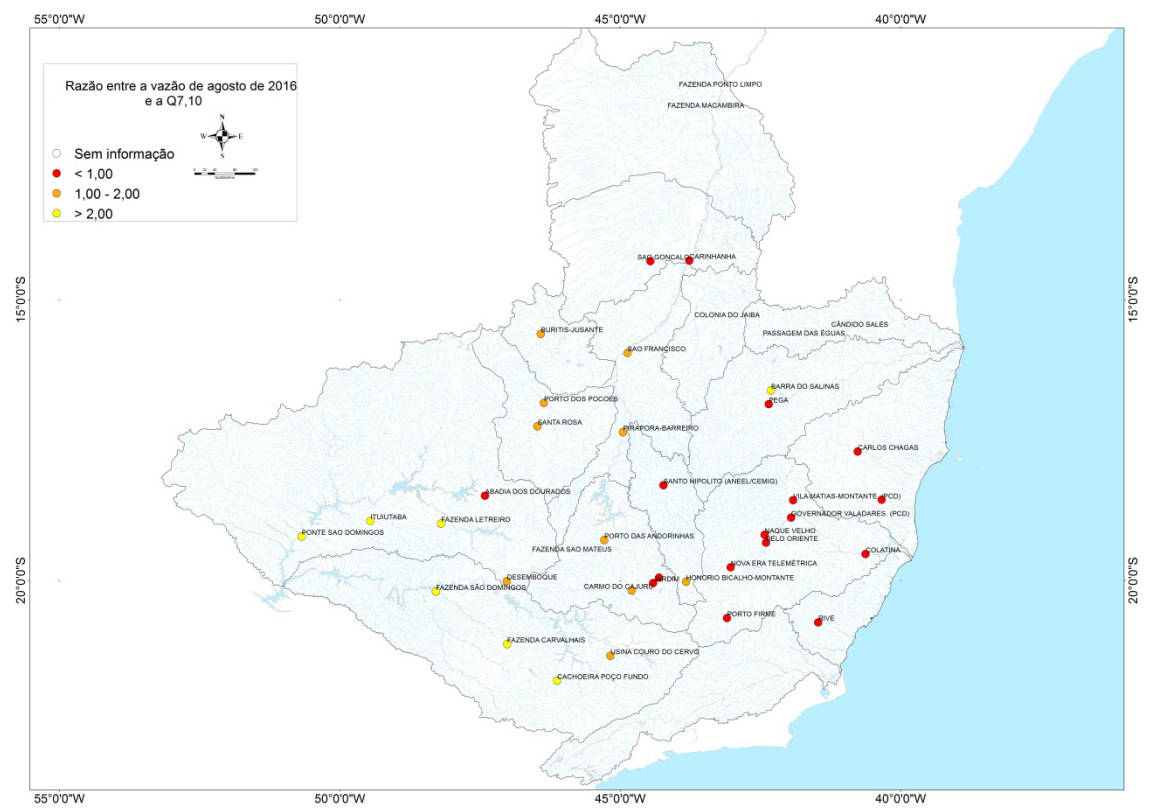 55°0'0"W
50°0'0"W
45°0'0"W
40°0'0"W
Razão entre a vazão de agosto de 2016
e a Q7,10
N
W E
S
Quilômetros
Sem informação
< 1,00
1,00 - 2,00
> 2,00
FAZENDA PONTO LIMPO
FAZENDA MACAMBIRA
SAO GONCALO
CARINHANHA
15°0'0"S
15°0'0"S
COLONIA DO JAIBA
CÂNDIDO SALES
PASSAGEM DAS ÉGUAS
BURITIS-JUSANTE
SAO FRANCISCO
BARRA DO SALINAS
PEGA
PORTO DOS POCOES
SANTA ROSA
PIRAPORA-BARREIRO
CARLOS CHAGAS
SANTO HIPOLITO (ANEEL/CEMIG)
ABADIA DOS DOURADOS
VILA MATIAS-MONTANTE (PCD)
GOVERNADOR VALADARES (PCD)
ITUIUTABA
FAZENDA LETREIRO
PONTE SAO DOMINGOS
NAQUE VELHO
BELO ORIENTE
PORTO DAS ANDORINHAS
FAZENDA SAO MATEUS
COLATINA
NOVA ERA TELEMÉTRICA
20°0'0"S
20°0'0"S
DESEMBOQUE
HONORIO BICALHO-MONTANTE
FAZENDA SÃO DOMINGOS
CARMO DO CAJURU
PORTO FIRME
RIVE
FAZENDA CARVALHAIS
USINA COURO DO CERVO
CACHOEIRA POÇO FUNDO
55°0'0"W
50°0'0"W
45°0'0"W
40°0'0"W